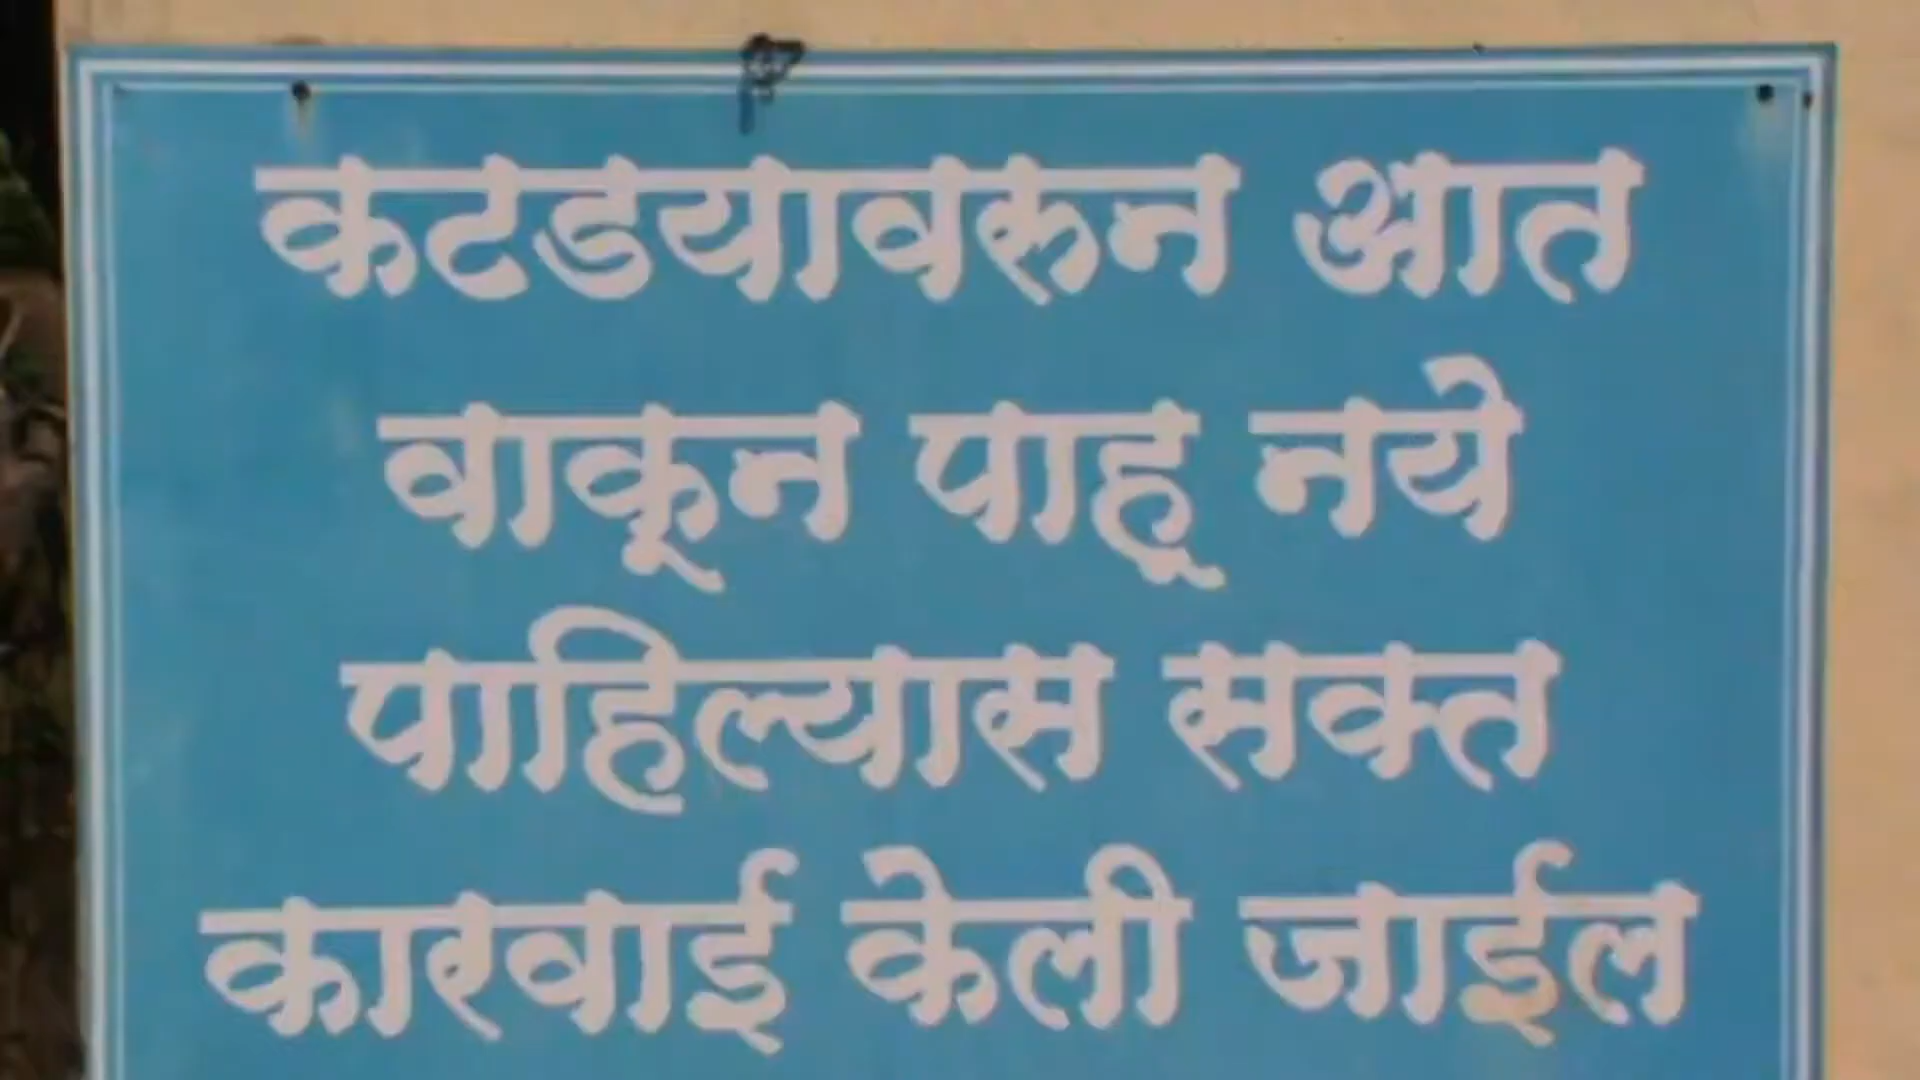 कटडयावरुन आत
वाकून पाहू नये
पाहिल्यास सक्त
कारवाई केली जाईल